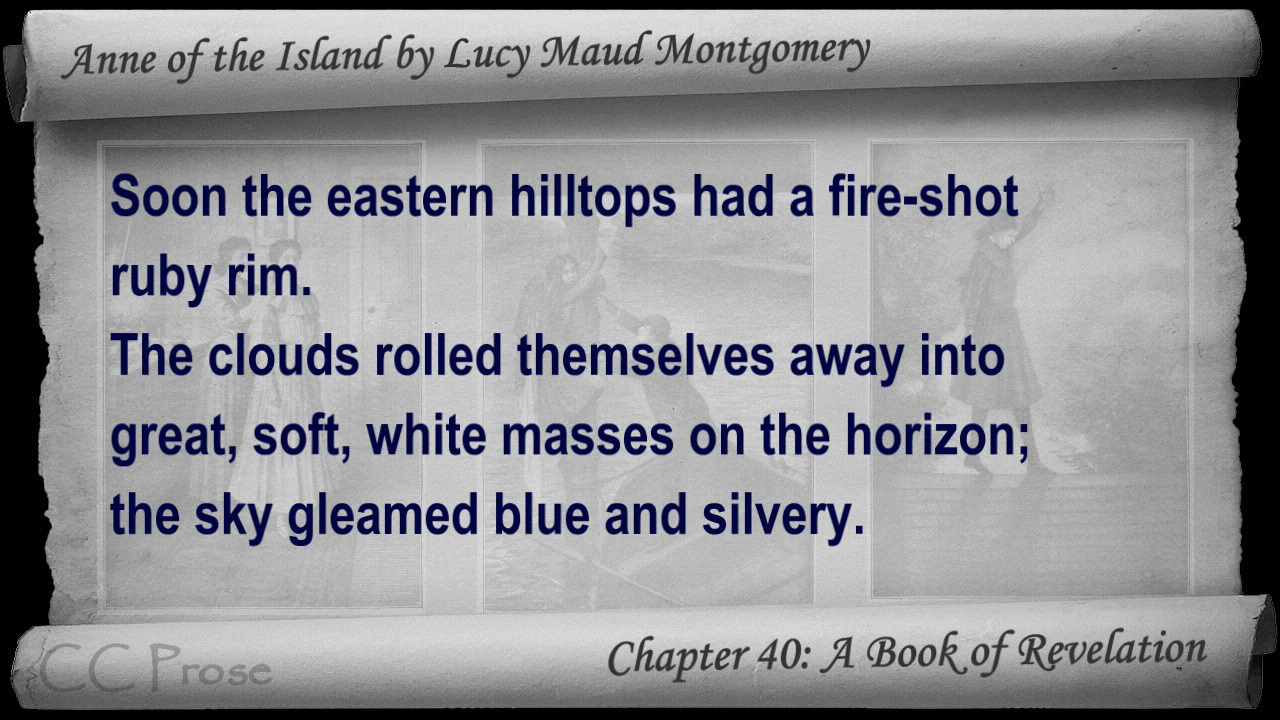 Anne of the Island by Lucy Maud Montgomery
Soon the eastern hilltops had a fire-shot
ruby rim.
The clouds rolled themselves away into
great, soft, white masses on the horizon;
the sky gleamed blue and silvery.
CC Prose
Chapter 40: A Book of Revelation